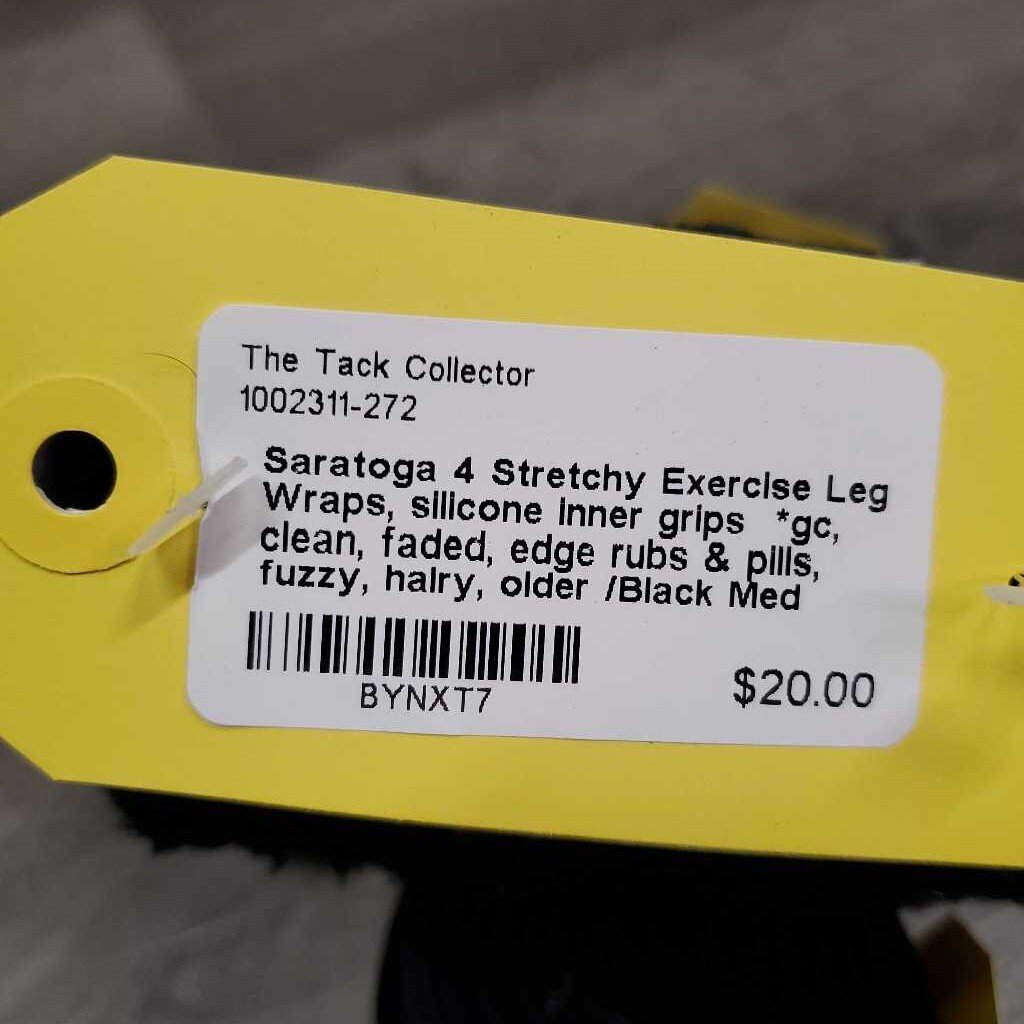 The Tack Collector
1002311-272
Saratoga 4 Stretchy Exercise Leg
Wraps, silicone inner grips *gc,
clean, faded, edge rubs & pills,
fuzzy, hairy, older /Black Med
BYNXT7
$20.00